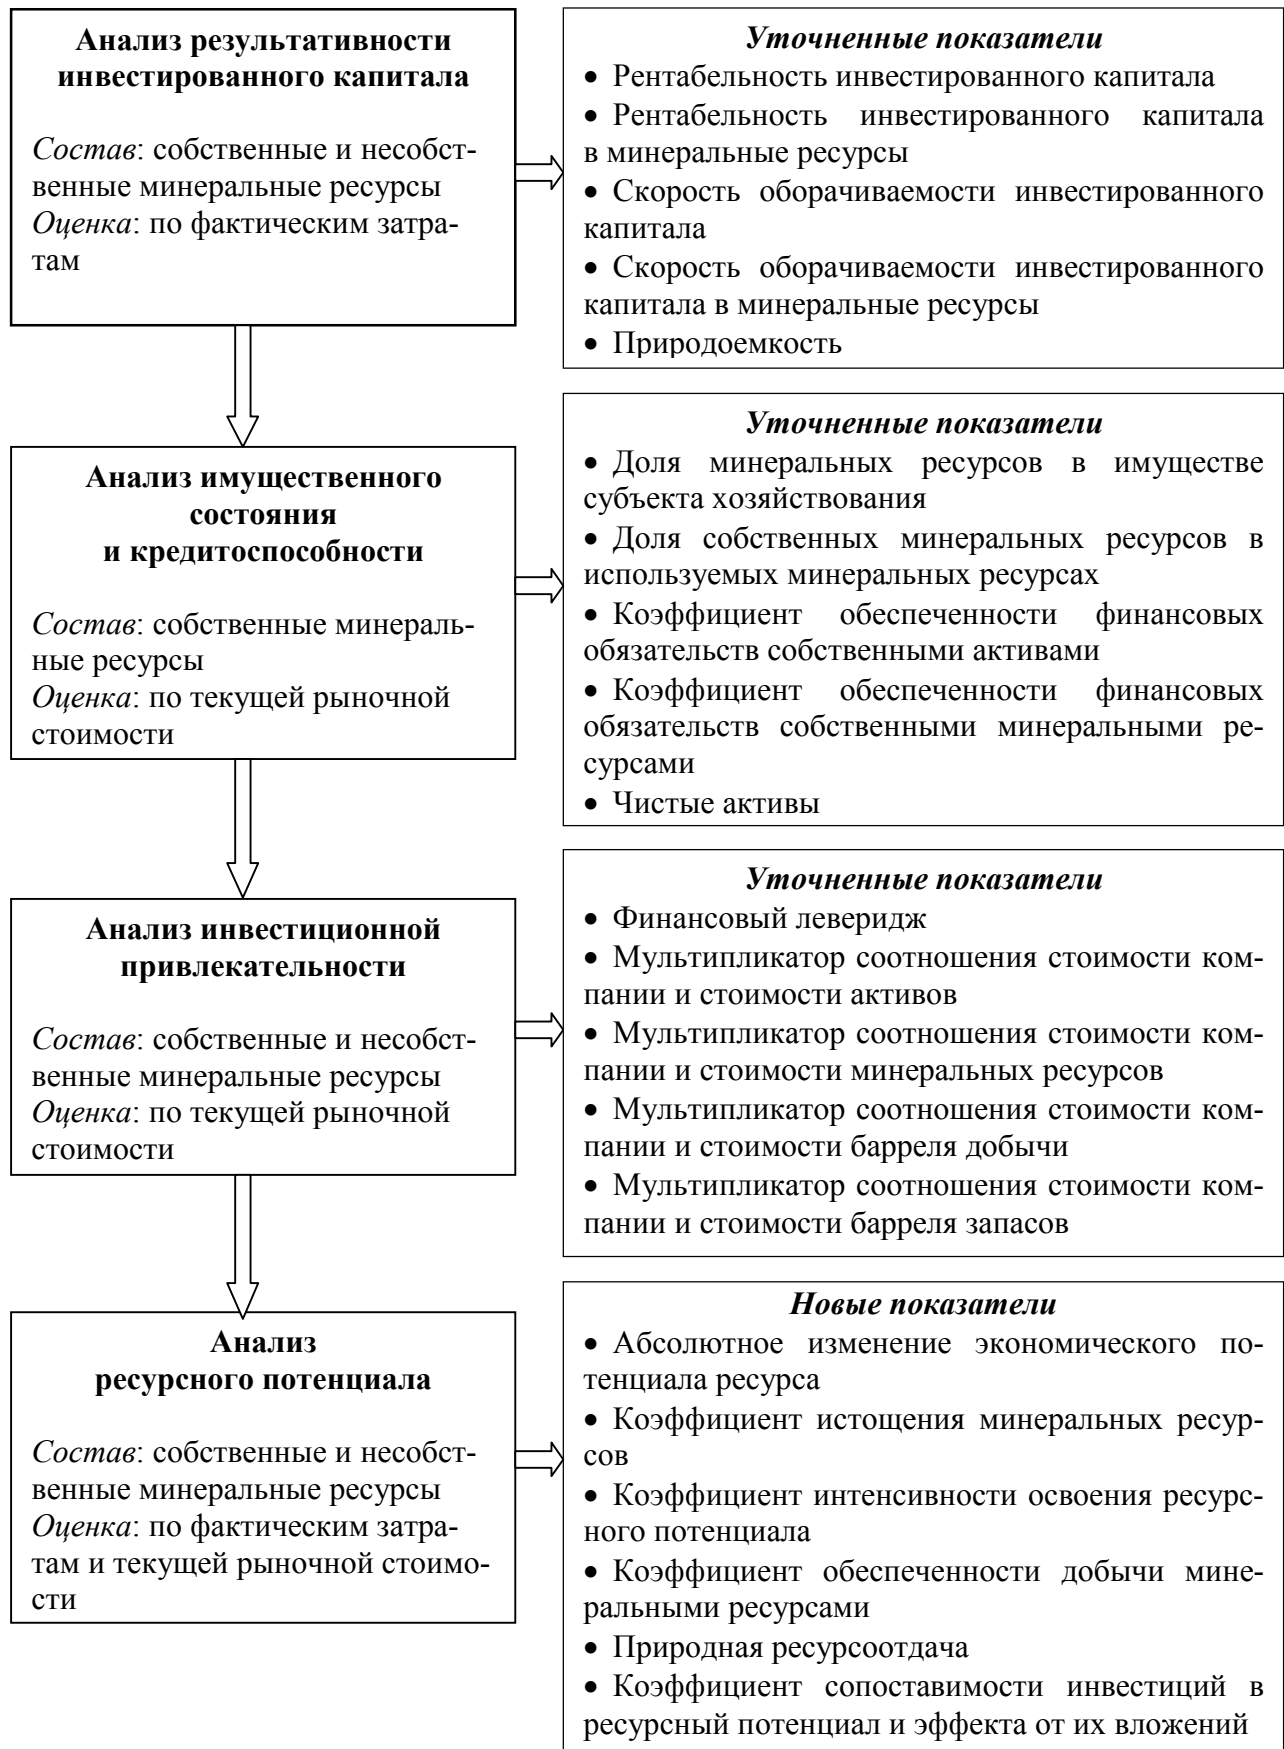 Анализ результативности
инвестированного капитала
Состав: собственные и несобст-
венные минеральные ресурсы
Оценка: по фактическим затра-
там
Уточненные показатели
• Рентабельность инвестированного капитала
• Рентабельность инвестированного капитала
в минеральные ресурсы
• Скорость оборачиваемости инвестированного
капитала
• Скорость оборачиваемости инвестированного
капитала в минеральные ресурсы
• Природоемкость
Анализ имущественного
состояния
и кредитоспособности
Состав: собственные минераль-
ные ресурсы
Оценка: по текущей рыночной
стоимости
Уточненные показатели
• Доля минеральных ресурсов в имуществе
субъекта хозяйствования
• Доля собственных минеральных ресурсов в
используемых минеральных ресурсах
• Коэффициент обеспеченности финансовых
обязательств собственными активами
• Коэффициент обеспеченности финансовых
обязательств собственными минеральными ре-
сурсами
• Чистые активы
Анализ инвестиционной
привлекательности
Состав: собственные и несобст-
венные минеральные ресурсы
Оценка: по текущей рыночной
стоимости
Уточненные показатели
• Финансовый леверидж
• Мультипликатор соотношения стоимости ком-
пании и стоимости активов
• Мультипликатор соотношения стоимости ком-
пании и стоимости минеральных ресурсов
• Мультипликатор соотношения стоимости ком-
пании и стоимости барреля добычи
• Мультипликатор соотношения стоимости ком-
пании и стоимости барреля запасов
Анализ
ресурсного потенциала
Состав: собственные и несобст-
венные минеральные ресурсы
Оценка: по фактическим затра-
там и текущей рыночной стоимо-
сти
Новые показатели
• Абсолютное изменение экономического по-
тенциала ресурса
• Коэффициент истощения минеральных ресур-
сов
• Коэффициент интенсивности освоения ресурс-
ного потенциала
• Коэффициент обеспеченности добычи мине-
ральными ресурсами
• Природная ресурсоотдача
• Коэффициент сопоставимости инвестиций в
ресурсный потенциал и эффекта от их вложений